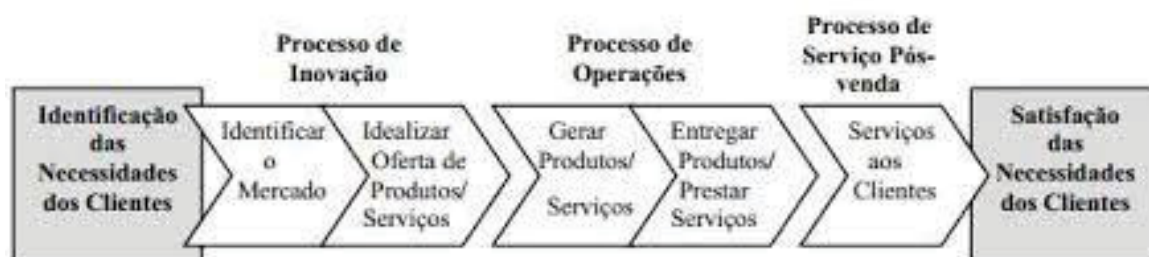 Processo de
Inovação
Processo de
Operações
Processo de
Serviço Pós-
venda
Identificação
das
Necessidades
dos Clientes
Identificar
o
Mercado
Idealizar
Oferta de
Produtos/
Serviços
Gerar
Produtos/
Serviços
Entregar
Produtos/
Prestar
Serviços
Serviços
aos
Clientes
Satisfação
das
Necessidades
dos Clientes